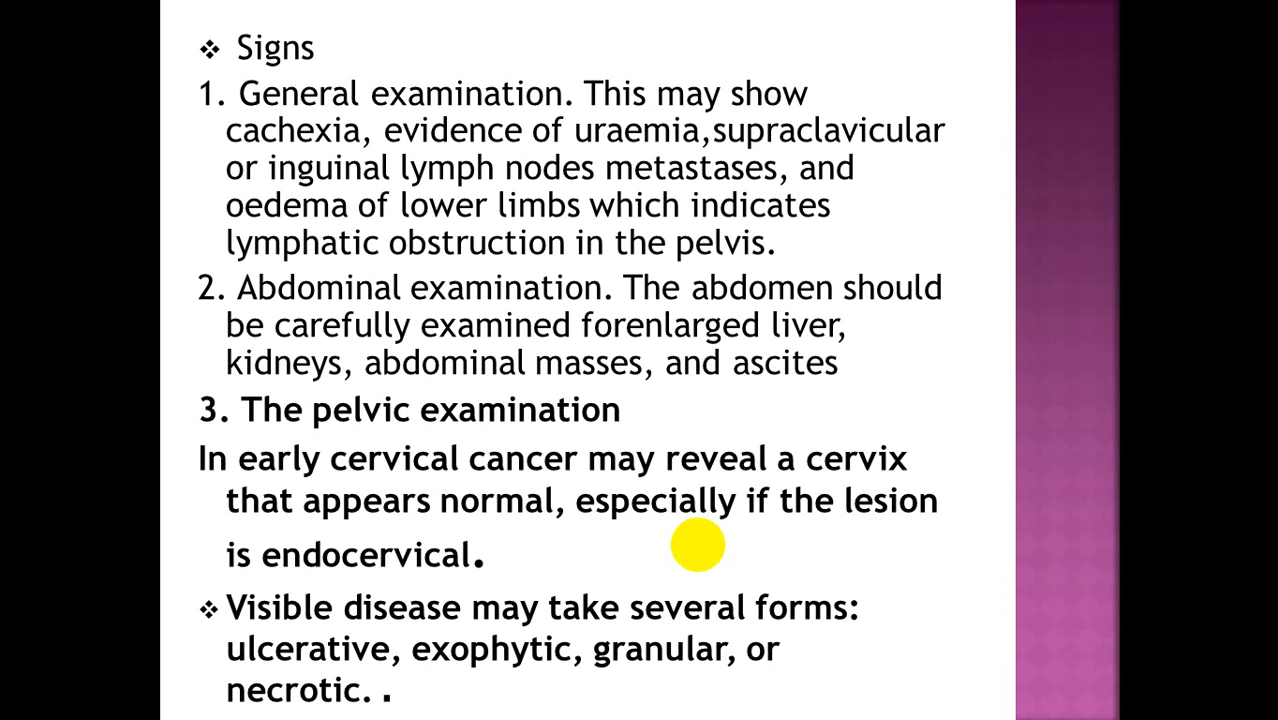 ❖ Signs
1. General examination. This may show
cachexia, evidence of uraemia,supraclavicular
or inguinal lymph nodes metastases, and
oedema of lower limbs which indicates
lymphatic obstruction in the pelvis.
2. Abdominal examination. The abdomen should
be carefully examined forenlarged liver,
kidneys, abdominal masses, and ascites
3. The pelvic examination
In early cervical cancer may reveal a cervix
that appears normal, especially if the lesion
is endocervical.
❖ Visible disease may take several forms:
ulcerative, exophytic, granular, or
necrotic. .